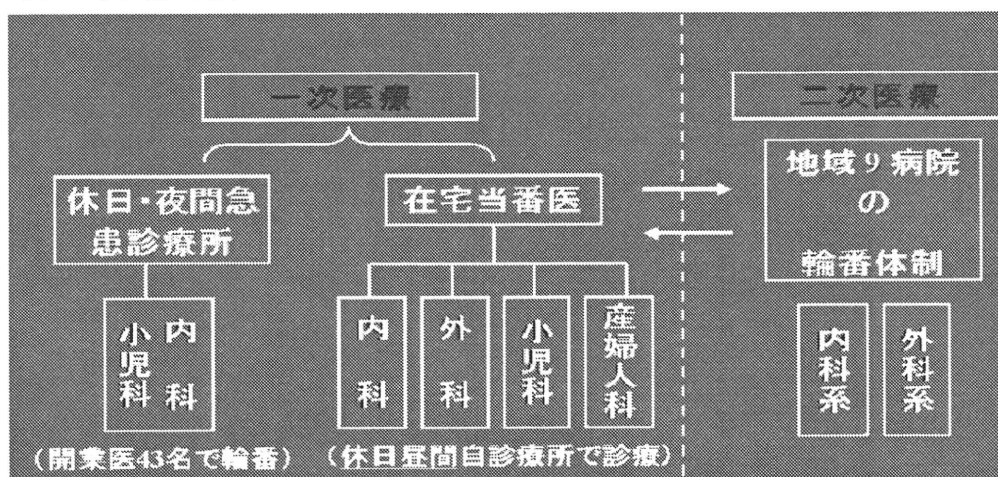 一次医療
二次医療
休日・夜間急
患診療所
在宅当番医
地域9病院
の
輪番体制
内科
小児科
内科
外科
小児科
産婦人科
内科系
外科系
(開業医43名で輪番)
(休日昼間自診療所で診療)